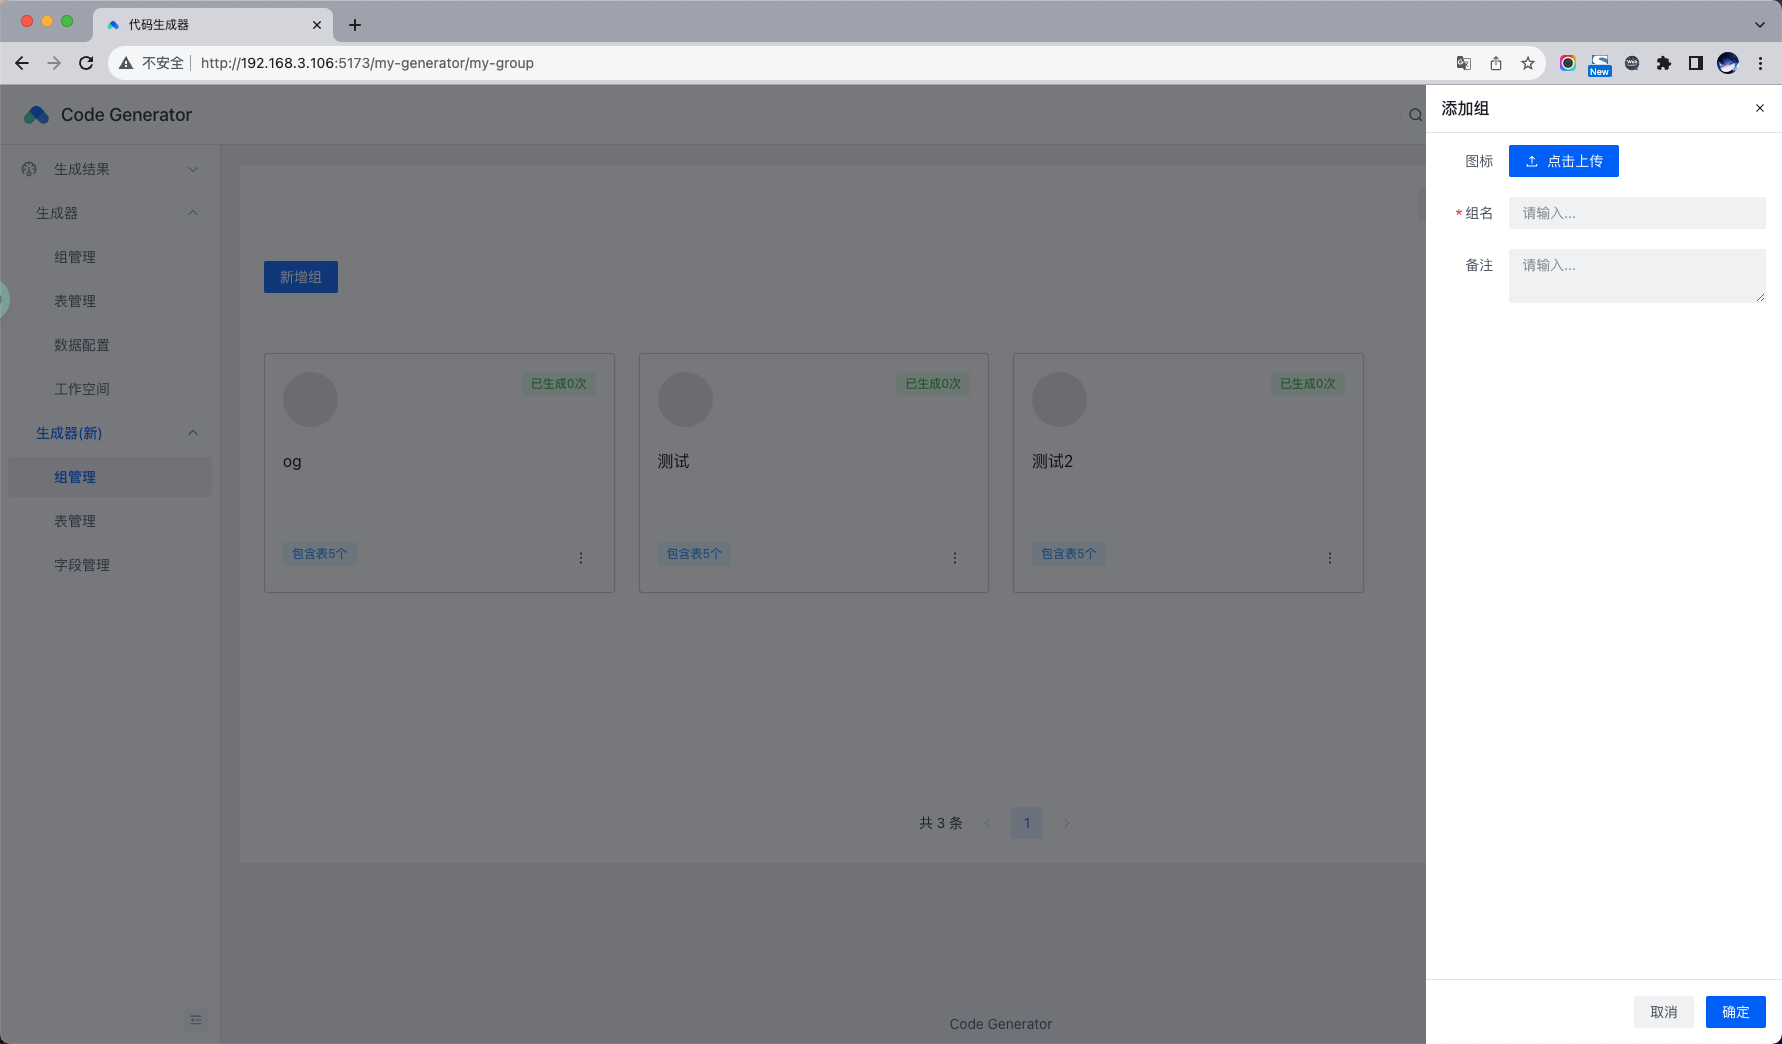 代码生成器
不安全
http://192.168.3.106:5173/my-generator/my-group
New
Code Generator
生成结果
生成器
组管理
表管理
数据配置
工作空间
生成器(新)
组管理
表管理
字段管理
新增组
已生成0次
og
包含表5个
已生成0次
测试
包含表5个
已生成0次
测试2
包含表5个
共 3 条
1
Code Generator
添加组
图标
点击上传
*组名
请输入...
备注
请输入...
取消
确定